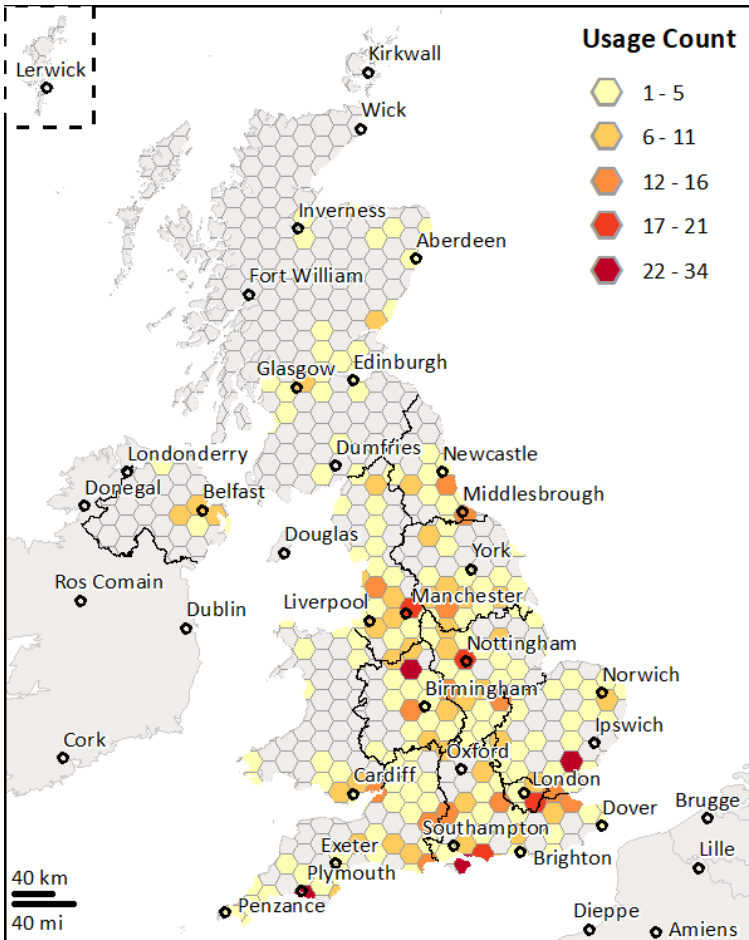 Usage Count
1 - 5
6 - 11
12 - 16
17 - 21
22 - 34
Lerwick
Kirkwall
Wick
Inverness
Aberdeen
Fort William
Glasgow
Edinburgh
Dumfries
Newcastle
Londonderry
Donegal
Belfast
Middlesbrough
Douglas
York
Ros Comain
Dublin
Liverpool
Manchester
Nottingham
Norwich
Birmingham
Ipswich
Cork
Oxford
Cardiff
London
Dover
Brugge
Southampton
Exeter
Brighton
Lille
Plymouth
Penzance
40 km
40 mi
Dieppe
Amiens